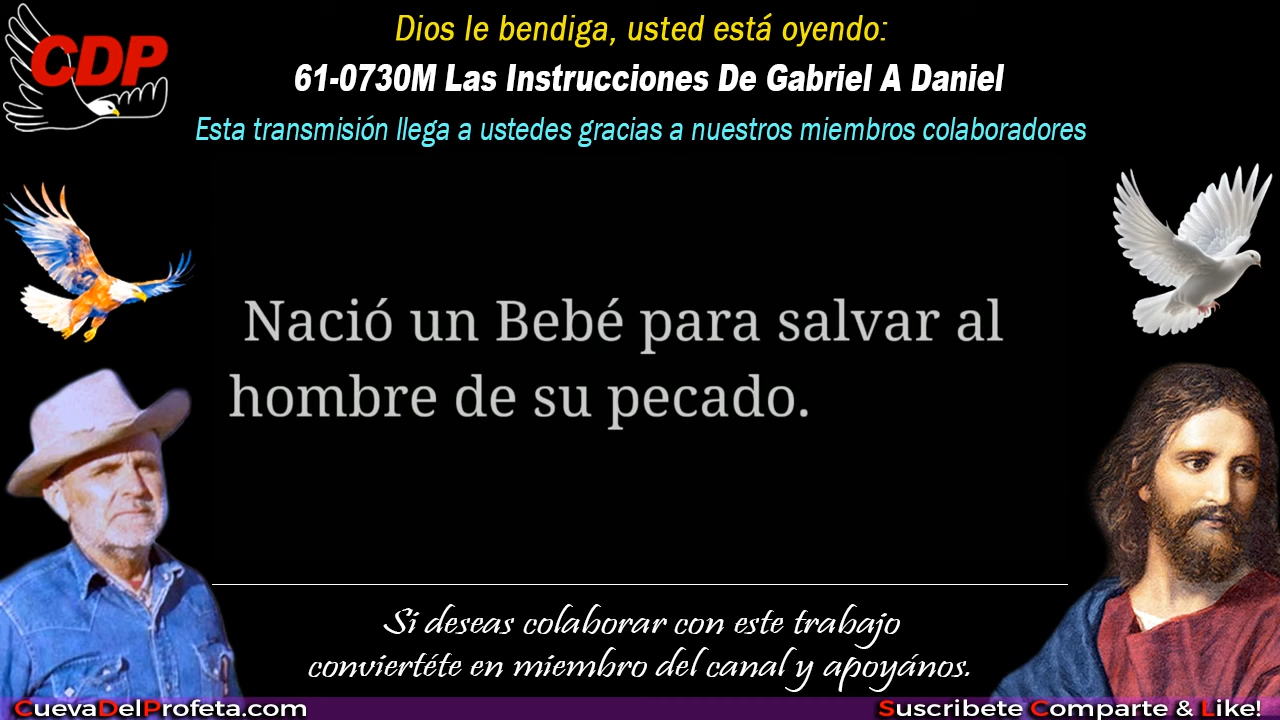 CDP
Dios le bendiga, usted está oyendo:
61-0730M Las Instrucciones De Gabriel A Daniel
Esta transmisión llega a ustedes gracias a nuestros miembros colaboradores
Nació un Bebé para salvar al
hombre de su pecado.
Si deseas colaborar con este trabajo
conviertéte en miembro del canal y apoyános.
CuevaDelProfeta.com
Suscribete Comparte & Like!